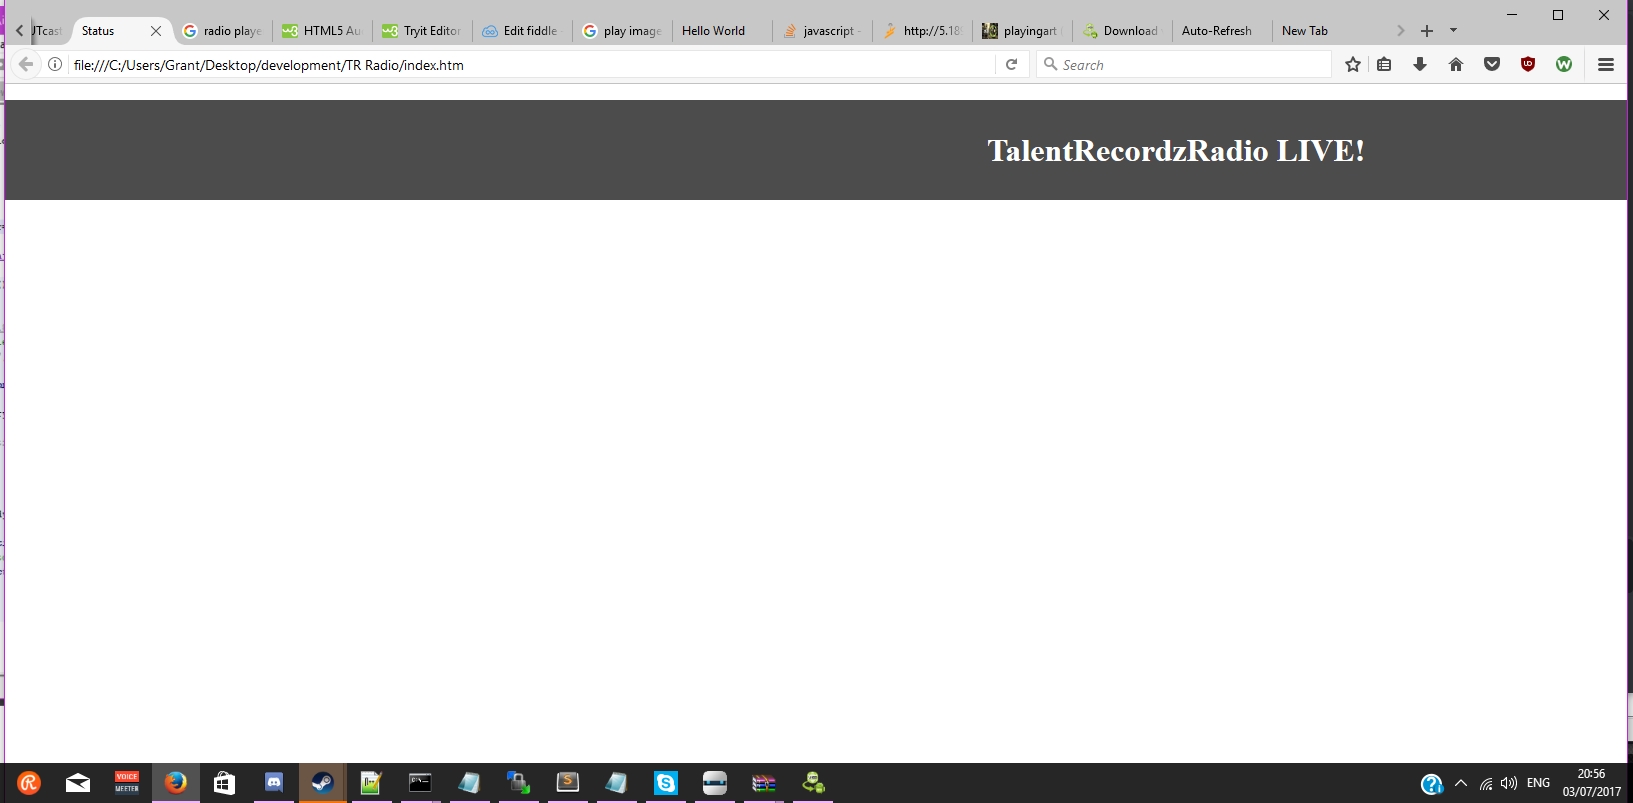 JTcast
Status
radio playe
HTML5 Au
Tryit Editor
Edit fiddle
play image
Hello World
javascript -
http://5.189
playingart
Download
Auto-Refresh
New Tab
file:///C:/Users/Grant/Desktop/development/TR Radio/index.htm
Search
TalentRecordzRadio LIVE!
VOICE
MEETER
ENG
20:56
03/07/2017